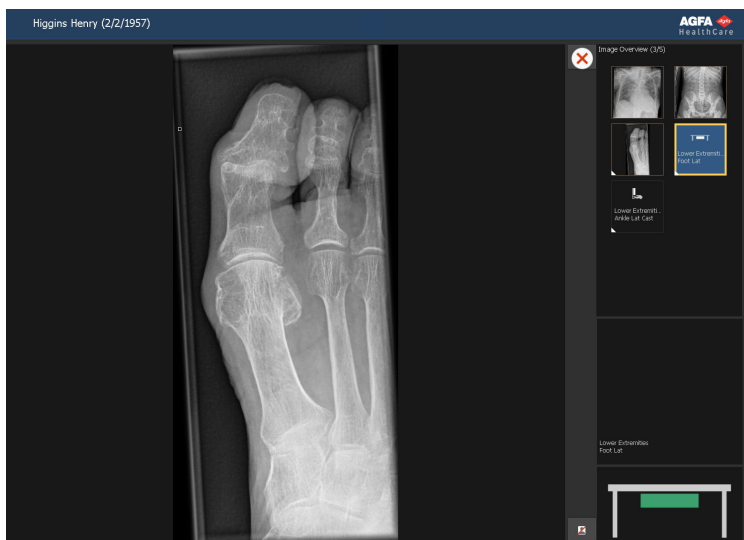 Higgins Henry (2/2/1957)
AGFA
HealthCare
Image Overview (3/5)
Lower Extremiti...
Foot Lat
Lower Extremiti...
Ankle Lat Cast
Lower Extremities
Foot Lat